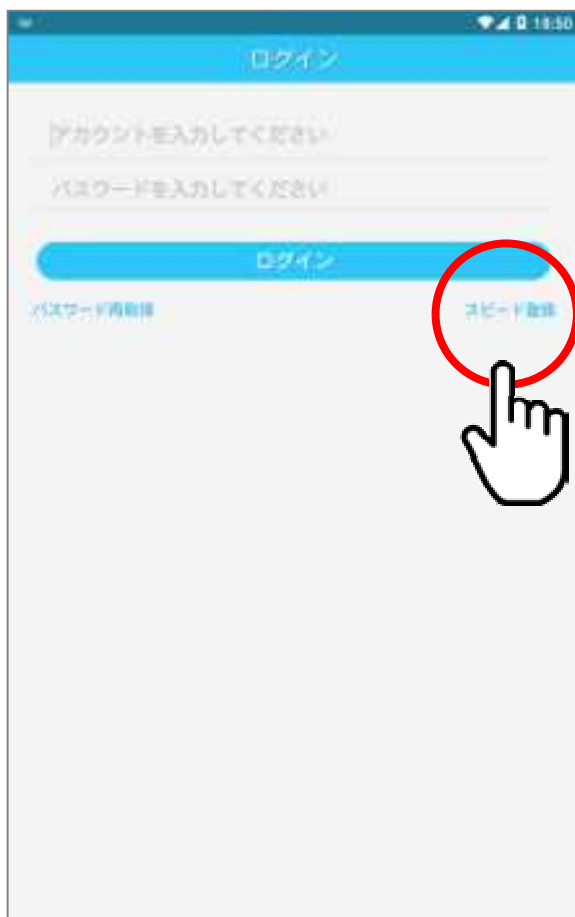 18:50
ログイン
アカウントを入力してください
パスワードを入力してください
ログイン
パスワード再取得
スピード登録